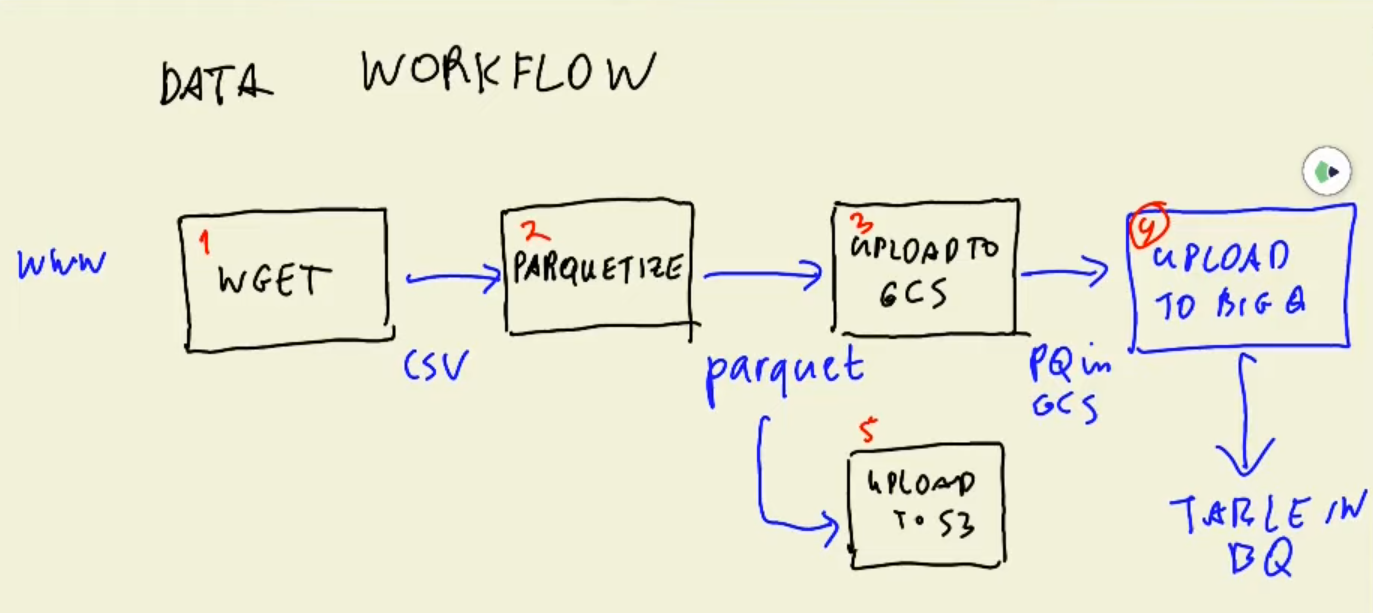 DATA WORKFLOW
WWW
1
WGET
CSV
2
PARQUETIZE
parquet
3
UPLOAD TO
GCS
PQ in
GCS
4
UPLOAD
TO BIG Q
5
UPLOAD
TO S3
TABLE IN
BQ